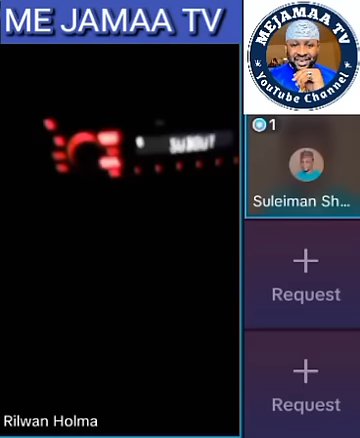 ME JAMAA TV
MEJAMAA TV
YouTube Channel
1
Suleiman Sh...
Request
Request
Rilwan Holma